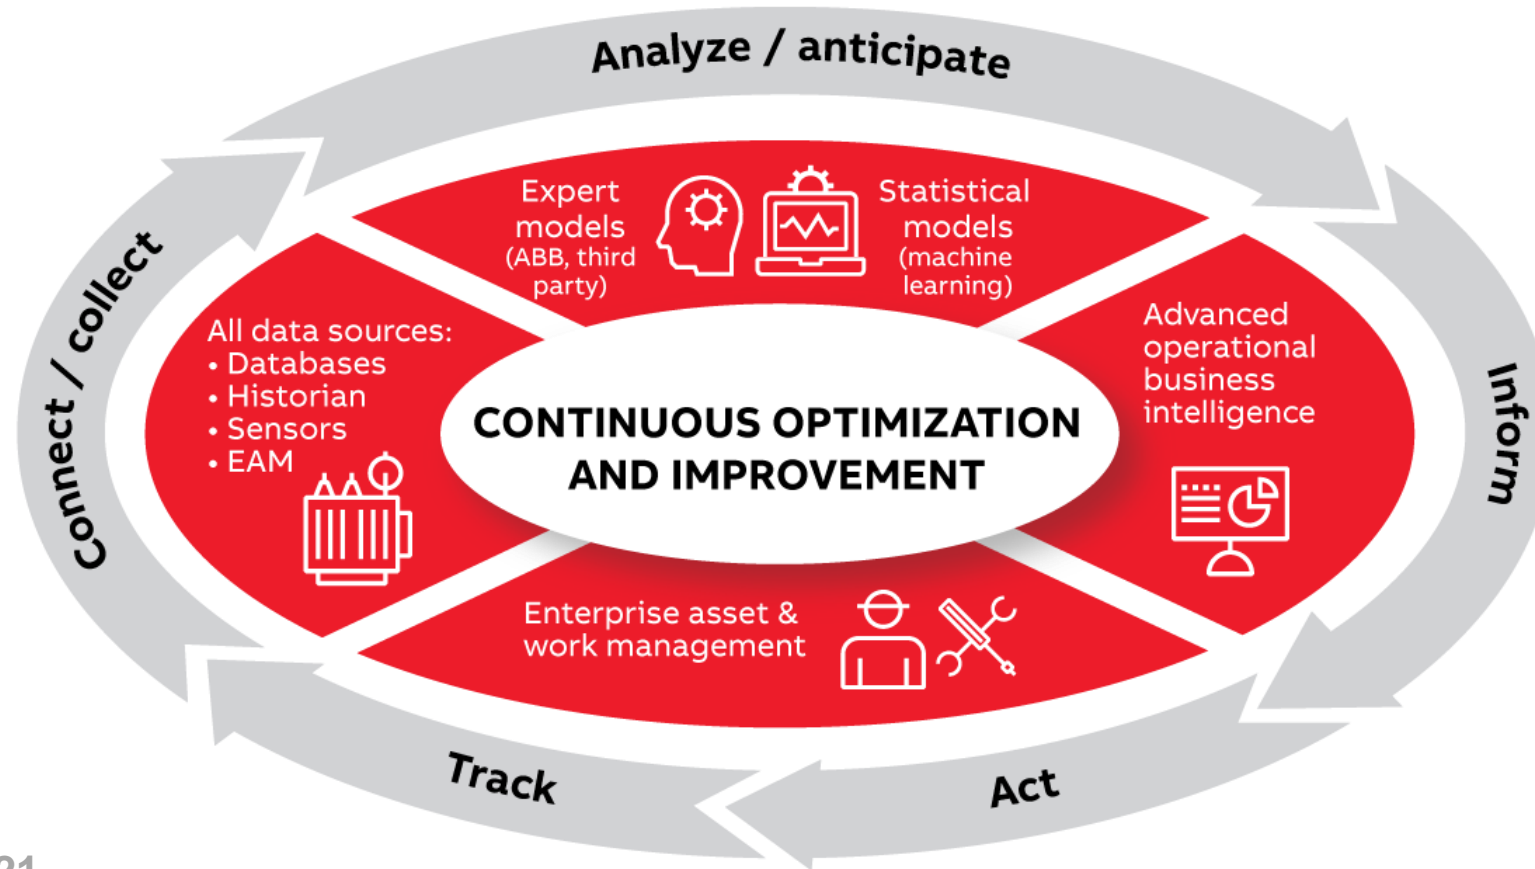 Analyze / anticipate
Expert
models
(ABB, third
party)
Statistical
models
(machine
learning)
Connect / collect
All data sources:
• Databases
• Historian
• Sensors
• EAM
CONTINUOUS OPTIMIZATION
AND IMPROVEMENT
Advanced
operational
business
intelligence
Inform
Enterprise asset &
work management
Track
Act
21